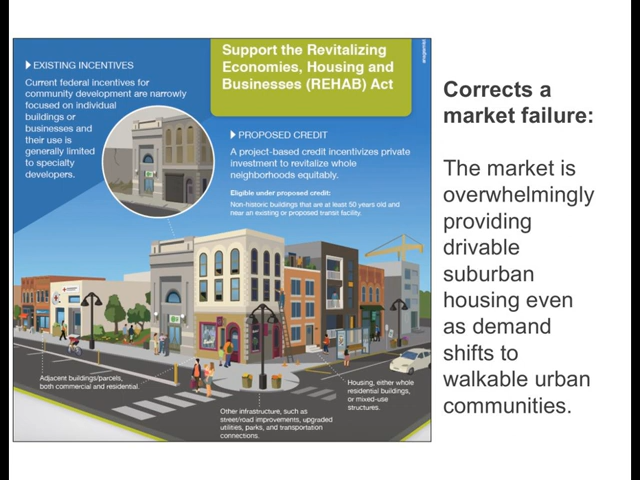 Support the Revitalizing
Economies, Housing and
Businesses (REHAB) Act
EXISTING INCENTIVES
Current federal incentives for
community development are narrowly
focused on individual
buildings or
businesses and
their use is
generally limited
to specialty
developers.
PROPOSED CREDIT
A project-based credit incentivizes private
investment to revitalize whole
neighborhoods equitably.
Eligible under proposed credit:
Non-historic buildings that are at least 50 years old and
near an existing or proposed transit facility.
Adjacent buildings/parcels,
both commercial and residential.
Other infrastructure, such as
street/road improvements, upgraded
utilities, parks, and transportation
connections.
Housing, either whole
residential buildings,
or mixed-use
structures.
Corrects a
market failure:
The market is
overwhelmingly
providing
drivable
suburban
housing even
as demand
shifts to
walkable urban
communities.